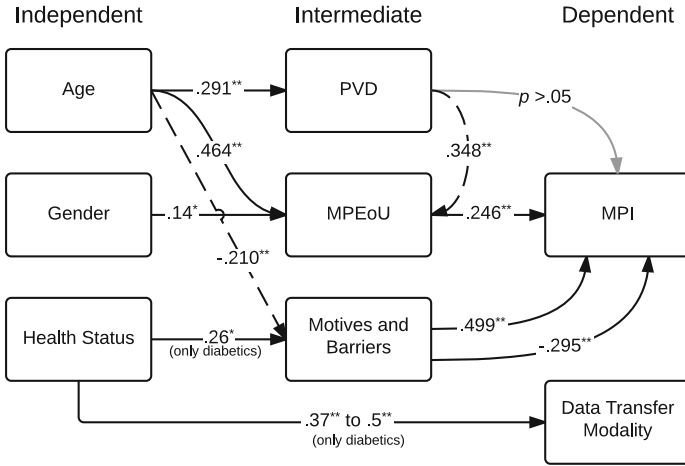 Independent
Intermediate
Dependent
Age
.291**
PVD
p >.05
.464**
.348**
Gender
.14*
MPEoU
.246**
MPI
-.210**
Health Status
.26*
(only diabetics)
Motives and
Barriers
.499**
-.295**
.37** to .5**
(only diabetics)
Data Transfer
Modality